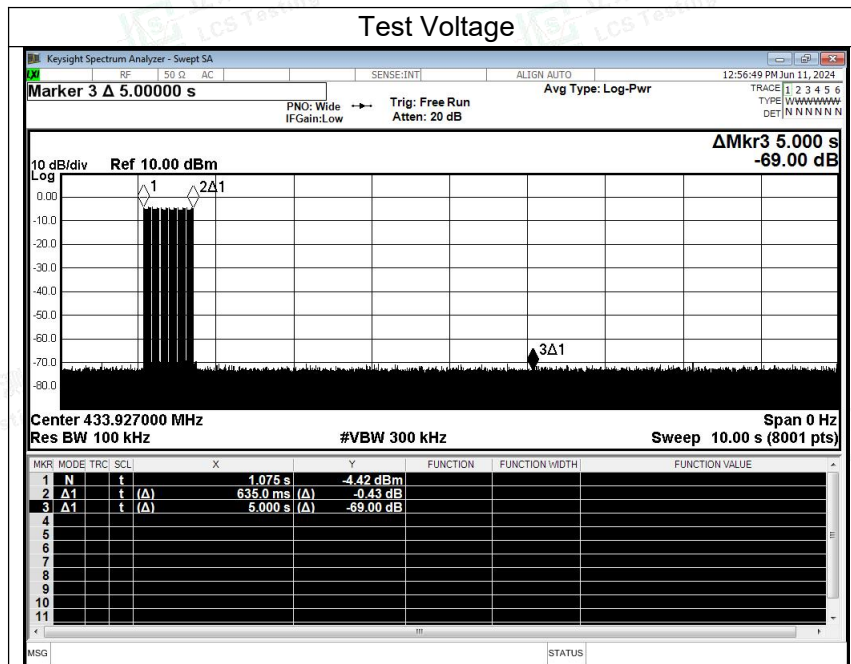 Test Voltage
Keysight Spectrum Analyzer - Swept SA
LXI RF 50 Ω AC SENSE:INT ALIGN AUTO 12:56:49 PM Jun 11, 2024
Marker 3 Δ 5.00000 s
PNO: Wide Trig: Free Run Avg Type: Log-Pwr TRACE 1 2 3 4 5 6
IFGain:Low Atten: 20 dB TYPE WWWWWW
DET N N N N N N
ΔMkr3 5.000 s
10 dB/div Ref 10.00 dBm -69.00 dB
Log
0.00
1 2Δ1
-10.0
-20.0
-30.0
-40.0
-50.0
-60.0
3Δ1
-70.0
-80.0
Center 433.927000 MHz Span 0 Hz
Res BW 100 kHz #VBW 300 kHz Sweep 10.00 s (8001 pts)
MKR MODE TRC SCL X Y FUNCTION FUNCTION WIDTH FUNCTION VALUE
1 N t 1.075 s -4.42 dBm
2 Δ1 t (Δ) 635.0 ms (Δ) -0.43 dB
3 Δ1 t (Δ) 5.000 s (Δ) -69.00 dB
4
5
6
7
8
9
10
11
MSG STATUS